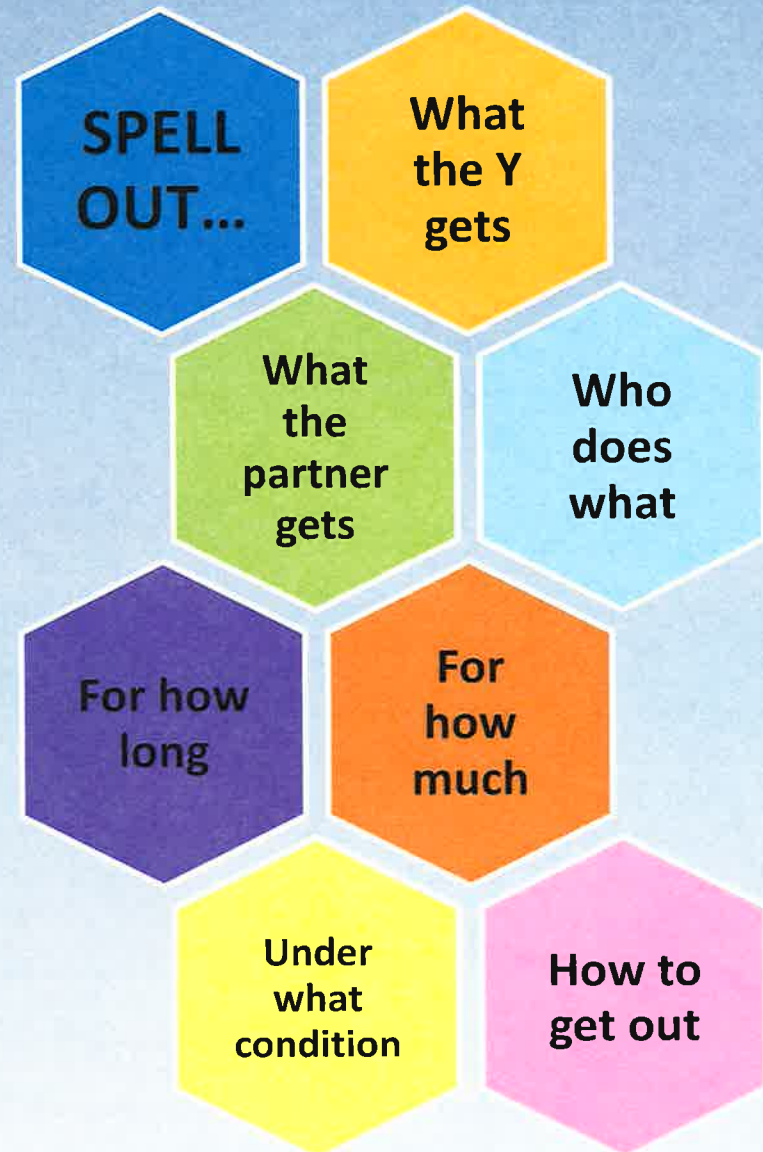 SPELL
OUT...
What
the Y
gets
What
the
partner
gets
Who
does
what
For how
long
For
how
much
Under
what
condition
How to
get out